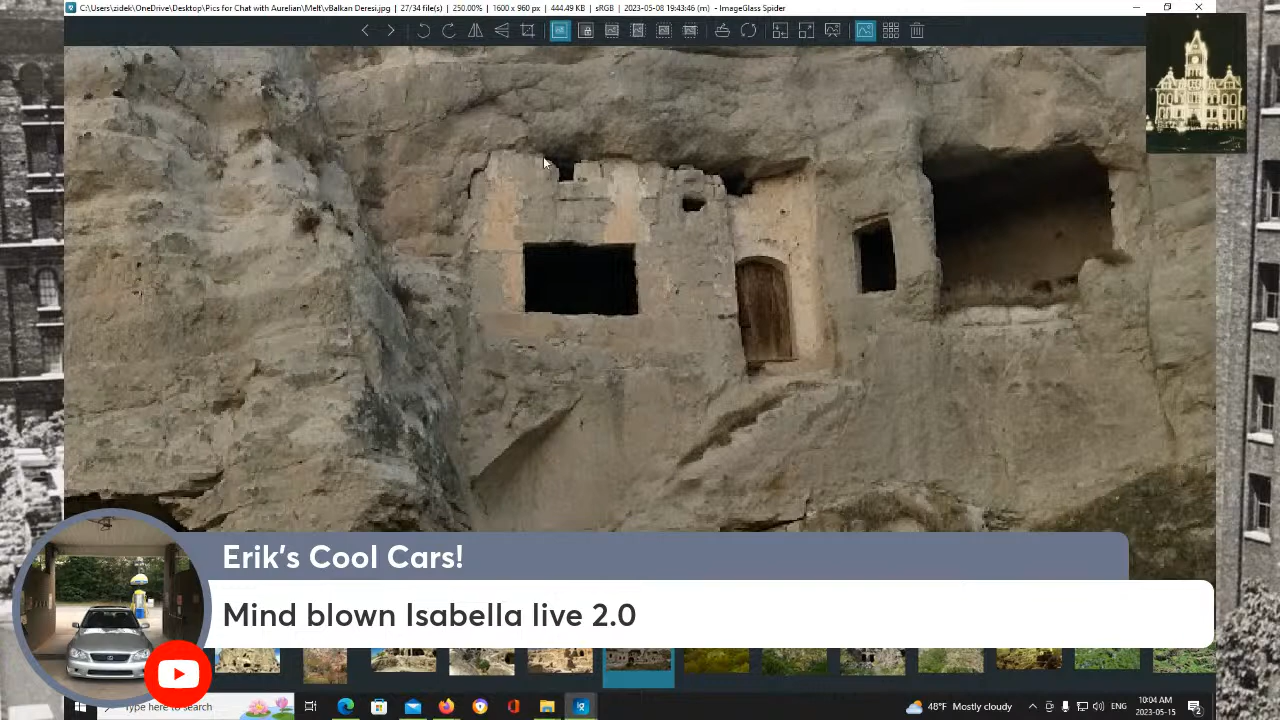 C:\Users\zidek\OneDrive\Desktop\Pics for Chat with Aurelian\Melt\vBalkan Deresi.jpg | 27/34 file(s) | 250.00% | 1600 x 960 px | 444.49 KB | sRGB | 2023-05-08 19:43:46 (m) - ImageGlass Spider
Erik's Cool Cars!
Mind blown Isabella live 2.0
Type here to search
48°F Mostly cloudy
ENG
10:04 AM
2023-05-15